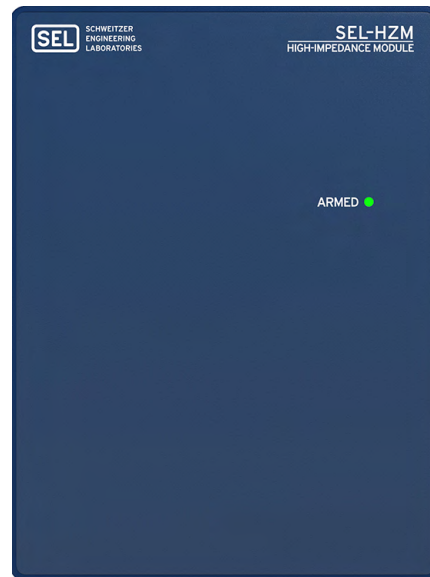 SEL
SCHWEITZER
ENGINEERING
LABORATORIES
SEL-HZM
HIGH-IMPEDANCE MODULE
ARMED